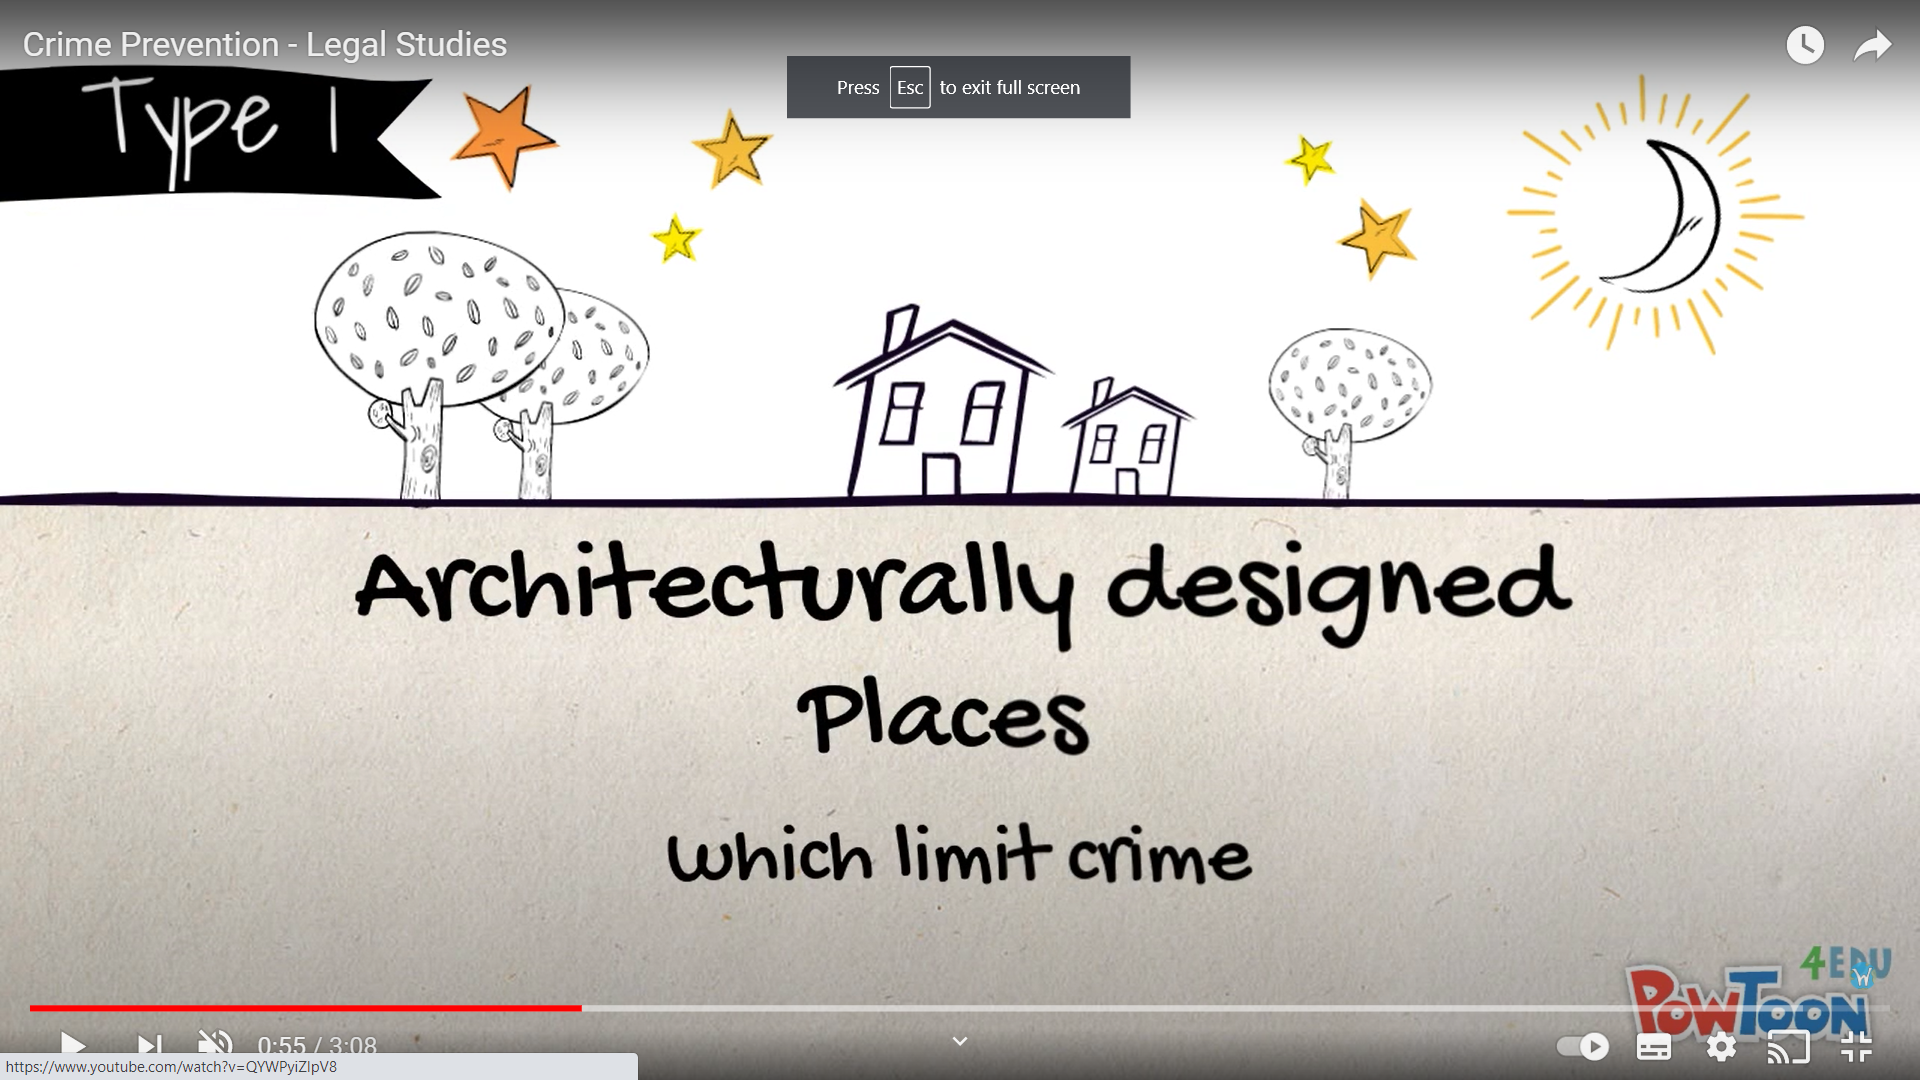 Crime Prevention - Legal Studies
Press Esc to exit full screen
Type 1
Architecturally designed
Places
which limit crime
4EDU
POWTOON
0:55 / 3:08
https://www.youtube.com/watch?v=QYWPyiZIpV8